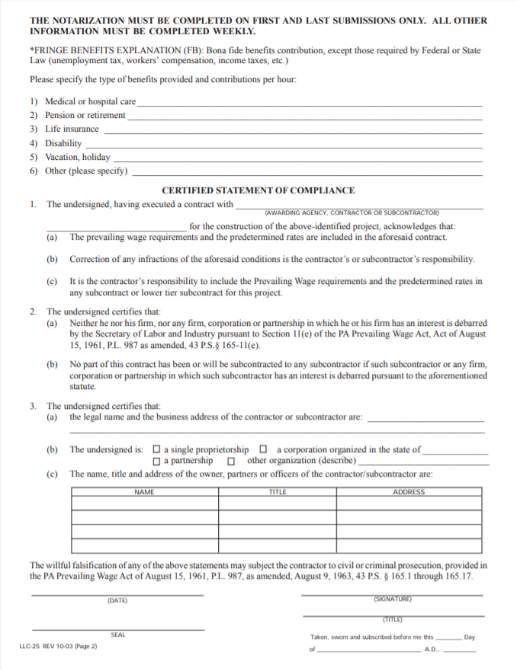 THE NOTARIZATION MUST BE COMPLETED ON FIRST AND LAST SUBMISSIONS ONLY. ALL OTHER
INFORMATION MUST BE COMPLETED WEEKLY.
*FRINGE BENEFITS EXPLANATION (FB): Bona fide benefits contribution, except those required by Federal or State
Law (unemployment tax, workers' compensation, income taxes, etc.)
Please specify the type of benefits provided and contributions per hour:
1) Medical or hospital care
2) Pension or retirement
3) Life insurance
4) Disability
5) Vacation, holiday
6) Other (please specify)
CERTIFIED STATEMENT OF COMPLIANCE
1. The undersigned, having executed a contract with
(AWARDING AGENCY, CONTRACTOR OR SUBCONTRACTOR)
for the construction of the above-identified project, acknowledges that:
(a) The prevailing wage requirements and the predetermined rates are included in the aforesaid contract.
(b) Correction of any infractions of the aforesaid conditions is the contractor's or subcontractor's responsibility.
(c) It is the contractor's responsibility to include the Prevailing Wage requirements and the predetermined rates in
any subcontract or lower tier subcontract for this project.
2. The undersigned certifies that:
(a) Neither he nor his firm, nor any firm, corporation or partnership in which he or his firm has an interest is debarred
by the Secretary of Labor and Industry pursuant to Section 11(e) of the PA Prevailing Wage Act, Act of August
15, 1961, P.L. 987 as amended, 43 P.S.§ 165-11(e).
(b) No part of this contract has been or will be subcontracted to any subcontractor if such subcontractor or any firm,
corporation or partnership in which such subcontractor has an interest is debarred pursuant to the aforementioned
statute.
3. The undersigned certifies that:
(a) the legal name and the business address of the contractor or subcontractor are:
(b) The undersigned is: ☐ a single proprietorship ☐ a corporation organized in the state of
☐ a partnership ☐ other organization (describe)
(c) The name, title and address of the owner, partners or officers of the contractor/subcontractor are:
NAME TITLE ADDRESS
The willful falsification of any of the above statements may subject the contractor to civil or criminal prosecution, provided in
the PA Prevailing Wage Act of August 15, 1961, P.L. 987, as amended, August 9, 1963, 43 P.S. § 165.1 through 165.17.
(DATE) (SIGNATURE)
(TITLE)
SEAL
Taken, sworn and subscribed before me this Day
of A.D.,
LLC-25 REV 10-03 (Page 2)